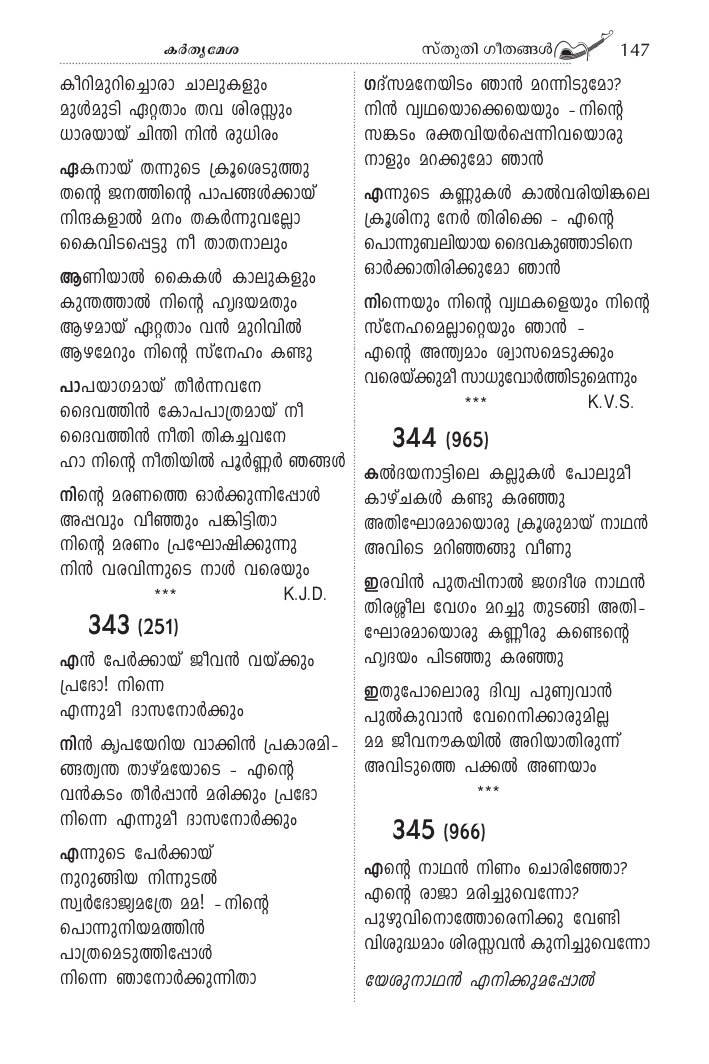 കർതൃമേശ
സ്തുതി ഗീതങ്ങൾ 147
കീറിമുറിച്ചൊരാ ചാലുകളും
മുൾമുടി ഏറ്റതാം തവ ശിരസ്സും
ധാരയായ് ചിന്തി നിൻ രുധിരം
ഏകനായ് തന്നുടെ ക്രൂശെടുത്തു
തന്റെ ജനത്തിന്റെ പാപങ്ങൾക്കായ്
നിന്ദകളാൽ മനം തകർന്നുവല്ലോ
കൈവിടപ്പെട്ടു നീ താതനാലും
ആണിയാൽ കൈകൾ കാലുകളും
കുന്തത്താൽ നിന്റെ ഹൃദയമതും
ആഴമായ് ഏറ്റതാം വൻ മുറിവിൽ
ആഴമേറും നിന്റെ സ്നേഹം കണ്ടു
പാപയാഗമായ് തീർന്നവനേ
ദൈവത്തിൻ കോപപാത്രമായ് നീ
ദൈവത്തിൻ നീതി തികച്ചവനേ
ഹാ നിന്റെ നീതിയിൽ പൂർണ്ണർ ഞങ്ങൾ
നിന്റെ മരണത്തെ ഓർക്കുന്നിപ്പോൾ
അപ്പവും വീഞ്ഞും പങ്കിട്ടിതാ
നിന്റെ മരണം പ്രഘോഷിക്കുന്നു
നിൻ വരവിന്നുടെ നാൾ വരെയും
*** K.J.D.
343 (251)
എൻ പേർക്കായ് ജീവൻ വയ്ക്കും
പ്രഭോ! നിന്നെ
എന്നുമീ ദാസനോർക്കും
നിൻ കൃപയേറിയ വാക്കിൻ പ്രകാരമി-
ങ്ങത്യന്ത താഴ്മയോടെ - എന്റെ
വൻകടം തീർപ്പാൻ മരിക്കും പ്രഭോ
നിന്നെ എന്നുമീ ദാസനോർക്കും
എന്നുടെ പേർക്കായ്
നുറുങ്ങിയ നിന്നുടൽ
സ്വർഭോജ്യമത്രേ മമ! -നിന്റെ
പൊന്നുനിയമത്തിൻ
പാത്രമെടുത്തിപ്പോൾ
നിന്നെ ഞാനോർക്കുന്നിതാ
ഗദ്സമനേയിടം ഞാൻ മറന്നിടുമോ?
നിൻ വ്യഥയൊക്കെയെയും -നിന്റെ
സങ്കടം രക്തവിയർപ്പെന്നിവയൊരു
നാളും മറക്കുമോ ഞാൻ
എന്നുടെ കണ്ണുകൾ കാൽവരിയിങ്കലെ
ക്രൂശിനു നേർ തിരിക്കെ - എന്റെ
പൊന്നുബലിയായ ദൈവകുഞ്ഞാടിനെ
ഓർക്കാതിരിക്കുമോ ഞാൻ
നിന്നെയും നിന്റെ വ്യഥകളെയും നിന്റെ
സ്നേഹമെല്ലാറ്റെയും ഞാൻ -
എന്റെ അന്ത്യമാം ശ്വാസമെടുക്കും
വരെയ്ക്കുമീ സാധുവോർത്തിടുമെന്നും
*** K.V.S.
344 (965)
കൽദയനാട്ടിലെ കല്ലുകൾ പോലുമീ
കാഴ്ചകൾ കണ്ടു കരഞ്ഞു
അതിഘോരമായൊരു ക്രൂശുമായ് നാഥൻ
അവിടെ മറിഞ്ഞങ്ങു വീണു
ഇരവിൻ പുതപ്പിനാൽ ജഗദീശ നാഥൻ
തിരശ്ശീല വേഗം മറച്ചു തുടങ്ങി അതി-
ഘോരമായൊരു കണ്ണീരു കണ്ടെന്റെ
ഹൃദയം പിടഞ്ഞു കരഞ്ഞു
ഇതുപോലൊരു ദിവ്യ പുണ്യവാൻ
പുൽകുവാൻ വേറെനിക്കാരുമില്ല
മമ ജീവനൗകയിൽ അറിയാതിരുന്ന്
അവിടുത്തെ പക്കൽ അണയാം
***
345 (966)
എന്റെ നാഥൻ നിണം ചൊരിഞ്ഞോ?
എന്റെ രാജാ മരിച്ചുവെന്നോ?
പുഴുവിനൊത്തോരെനിക്കു വേണ്ടി
വിശുദ്ധമാം ശിരസ്സവൻ കുനിച്ചുവെന്നോ
യേശുനാഥൻ എനിക്കുമപ്പോൽ